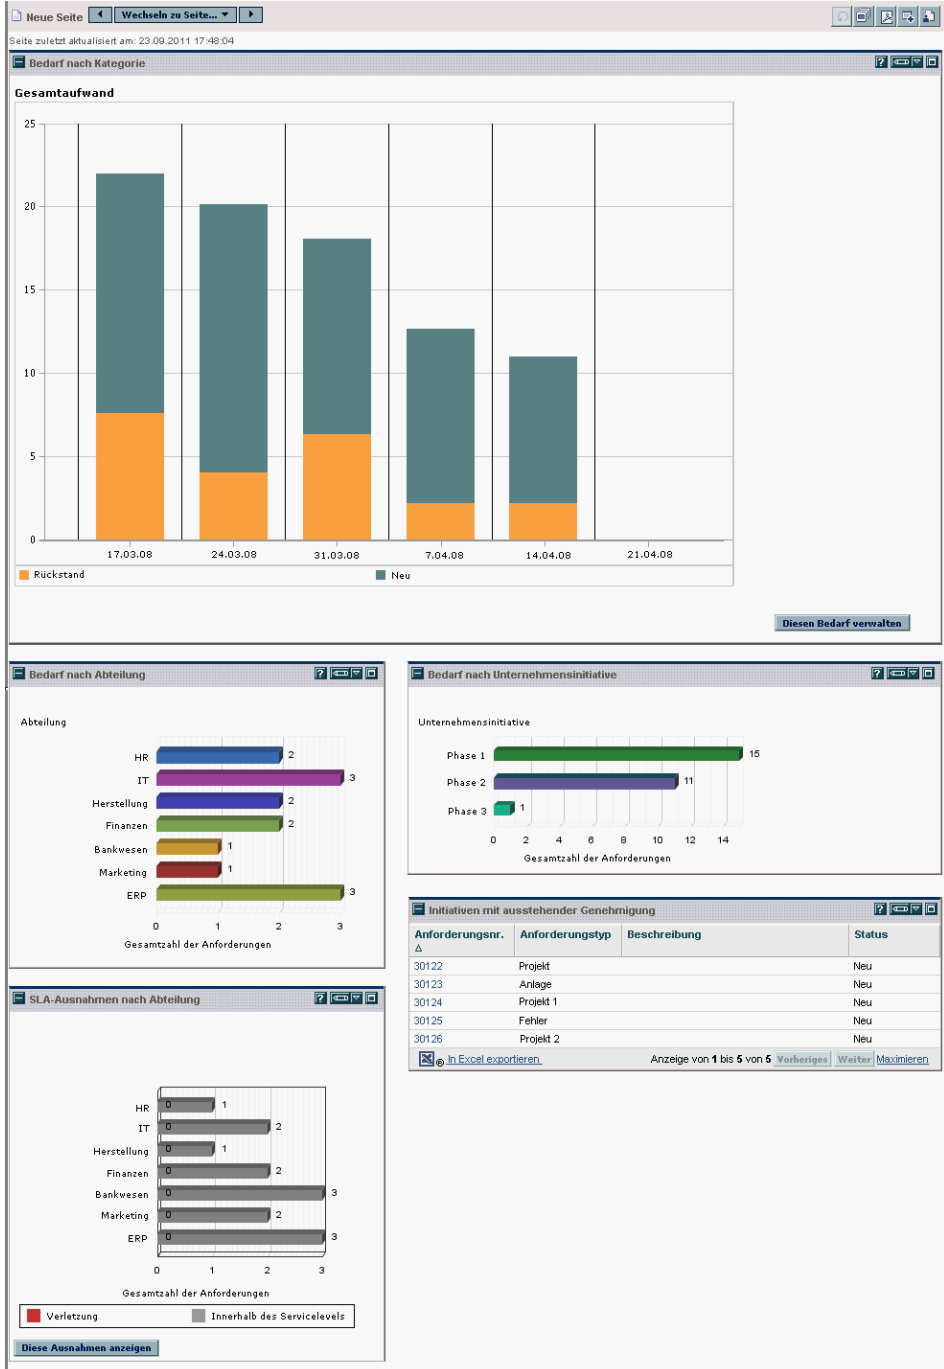 Neue Seite Wechseln zu Seite...
Seite zuletzt aktualisiert am: 23.09.2011 17:48:04
Bedarf nach Kategorie ?
Gesamtaufwand
25
20
15
10
5
0
17.03.08 24.03.08 31.03.08 7.04.08 14.04.08 21.04.08
Rückstand Neu
Diesen Bedarf verwalten
Bedarf nach Abteilung ?
Abteilung
HR 2
IT 3
Herstellung 2
Finanzen 2
Bankwesen 1
Marketing 1
ERP 3
0 1 2 3
Gesamtzahl der Anforderungen
Bedarf nach Unternehmensinitiative ?
Unternehmensinitiative
Phase 1 15
Phase 2 11
Phase 3 1
0 2 4 6 8 10 12 14
Gesamtzahl der Anforderungen
Initiativen mit ausstehender Genehmigung ?
Anforderungsnr. Anforderungstyp Beschreibung Status
30122 Projekt Neu
30123 Anlage Neu
30124 Projekt 1 Neu
30125 Fehler Neu
30126 Projekt 2 Neu
® In Excel exportieren Anzeige von 1 bis 5 von 5 Vorheriges Weiter Maximieren
SLA-Ausnahmen nach Abteilung ?
HR 0 1
IT 0 2
Herstellung 0 1
Finanzen 0 2
Bankwesen 0 3
Marketing 0 2
ERP 0 3
0 1 2 3
Gesamtzahl der Anforderungen
Verletzung Innerhalb des Servicelevels
Diese Ausnahmen anzeigen